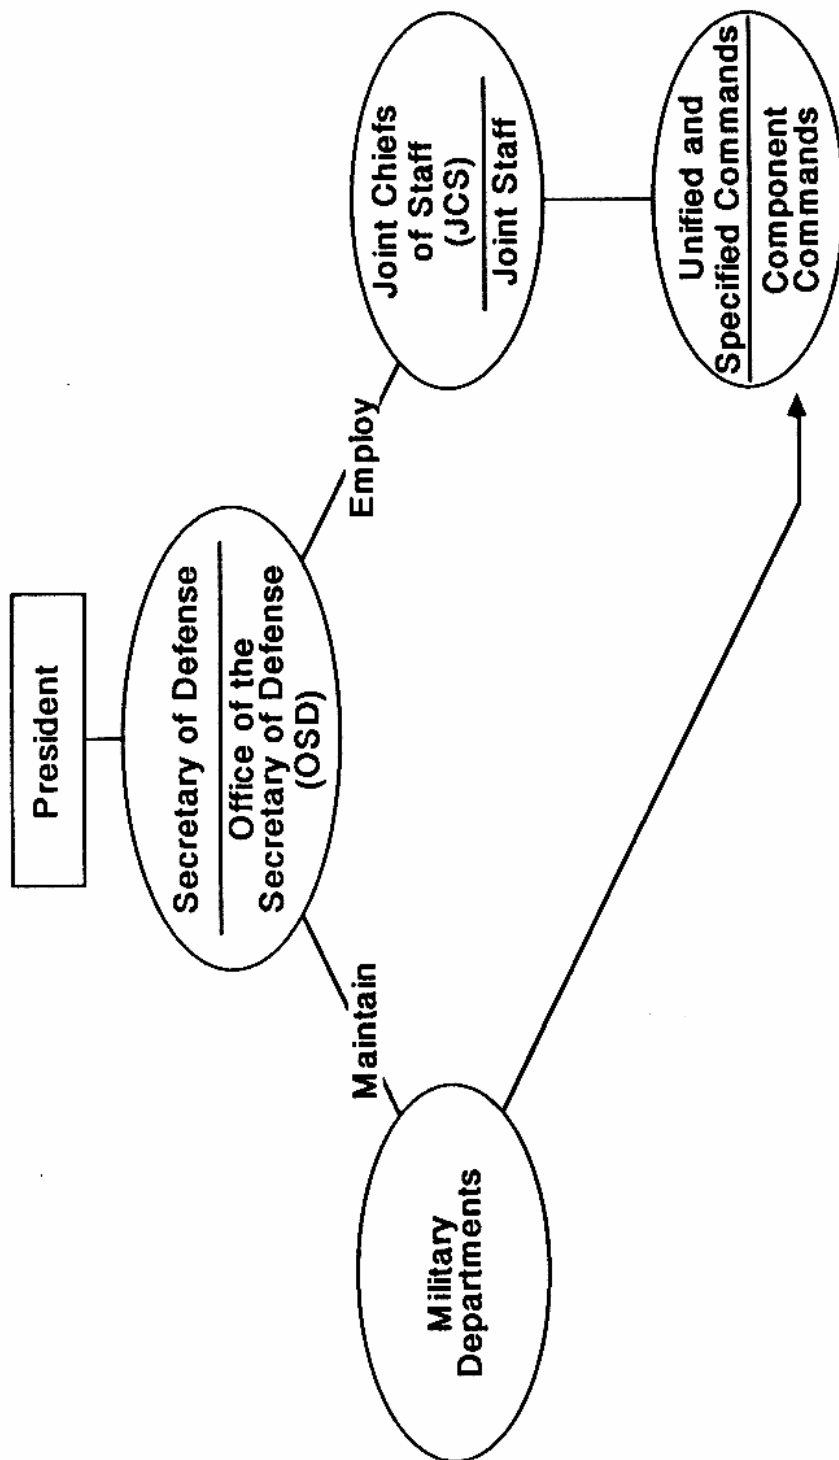 President
Secretary of Defense
Office of the
Secretary of Defense
(OSD)
Maintain
Employ
Military
Departments
Joint Chiefs
of Staff
(JCS)
Joint Staff
Unified and
Specified Commands
Component
Commands